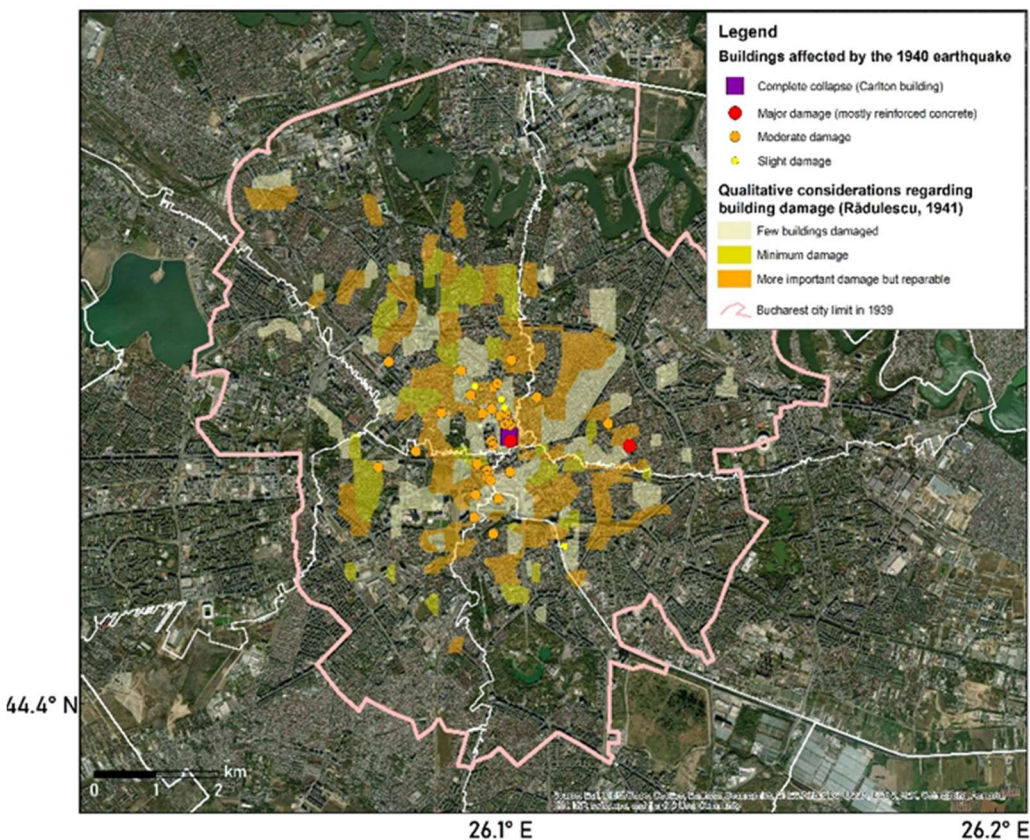 Legend
Buildings affected by the 1940 earthquake
Complete collapse (Carlton building)
Major damage (mostly reinforced concrete)
Moderate damage
Slight damage
Qualitative considerations regarding
building damage (Rădulescu, 1941)
Few buildings damaged
Minimum damage
More important damage but reparable
Bucharest city limit in 1939
44.4° N
km
0 1 2
26.1° E
26.2° E